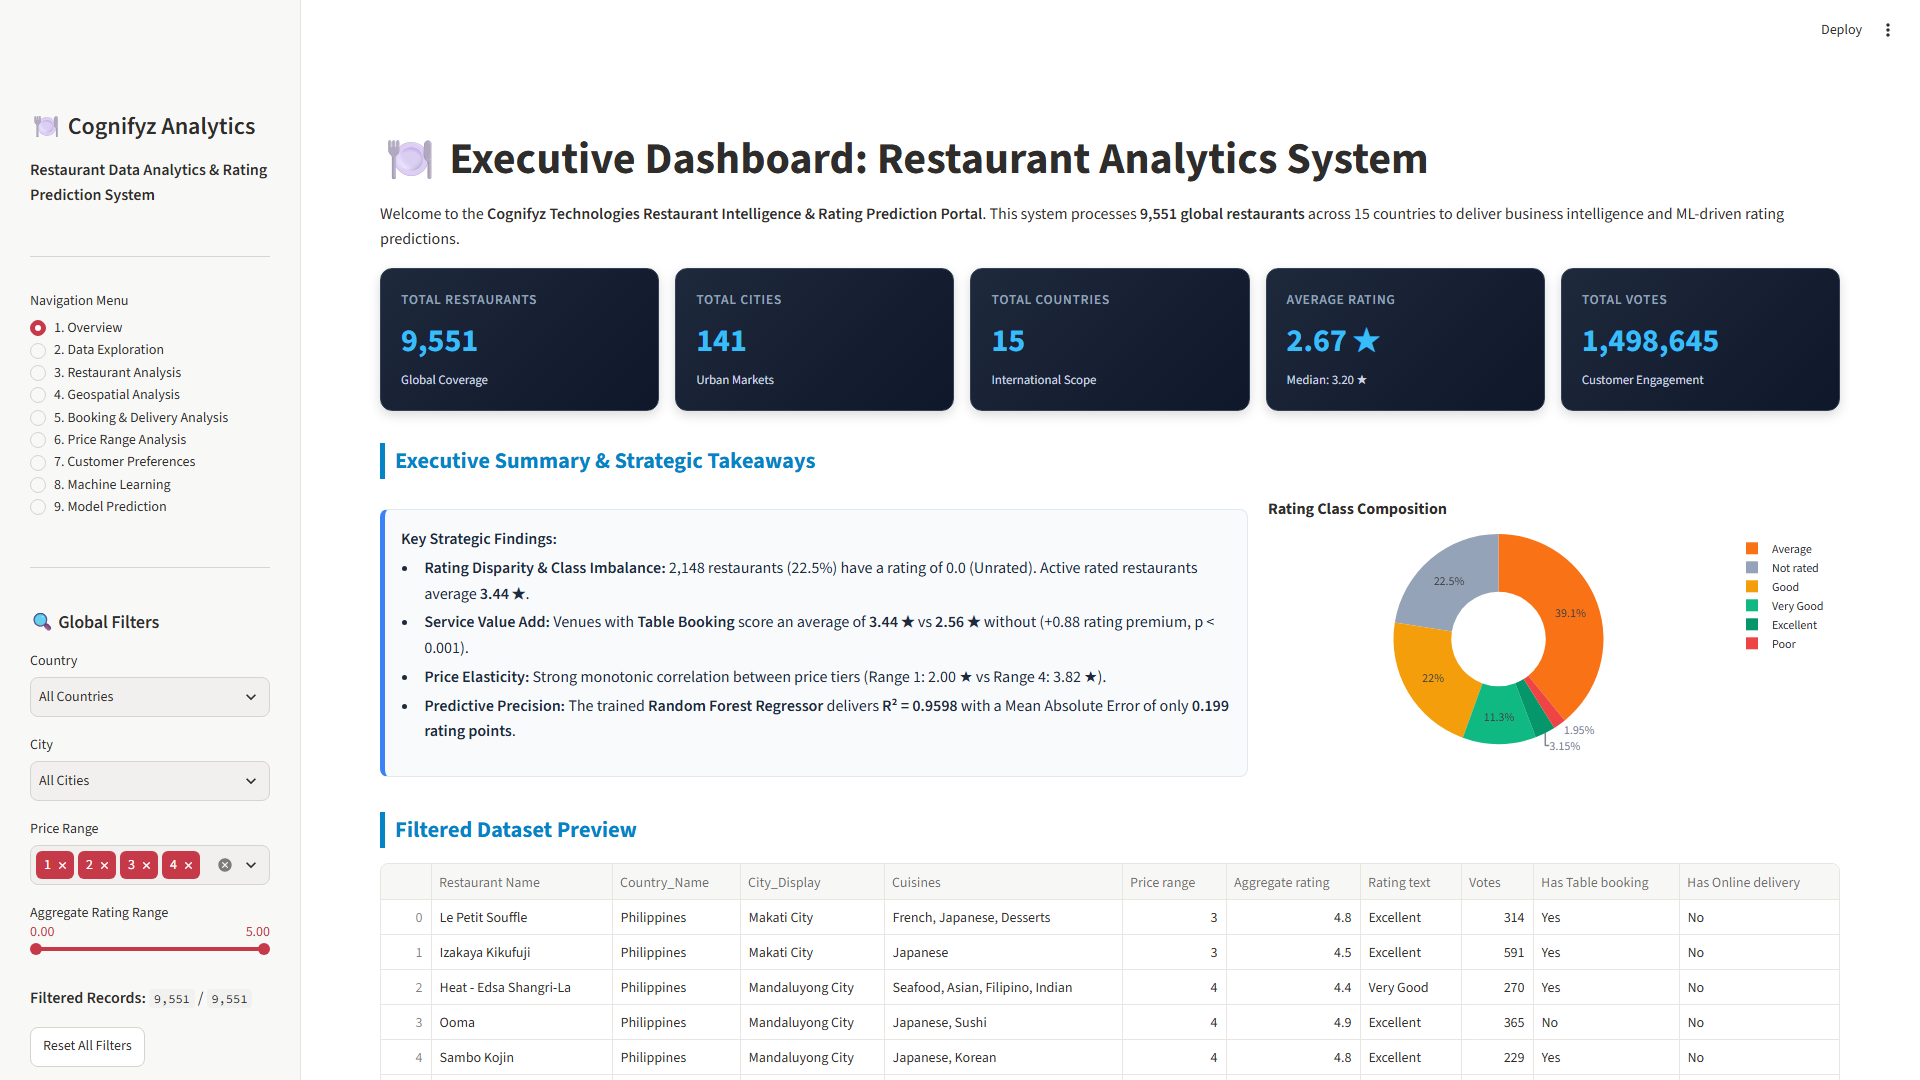 Deploy
Cognifyz Analytics
Restaurant Data Analytics & Rating
Prediction System
Navigation Menu
1. Overview
2. Data Exploration
3. Restaurant Analysis
4. Geospatial Analysis
5. Booking & Delivery Analysis
6. Price Range Analysis
7. Customer Preferences
8. Machine Learning
9. Model Prediction
Global Filters
Country
All Countries
City
All Cities
Price Range
1 × 2 × 3 × 4 ×
Aggregate Rating Range
0.00 5.00
Filtered Records: 9,551 / 9,551
Reset All Filters
Executive Dashboard: Restaurant Analytics System
Welcome to the Cognifyz Technologies Restaurant Intelligence & Rating Prediction Portal. This system processes 9,551 global restaurants across 15 countries to deliver business intelligence and ML-driven rating
predictions.
TOTAL RESTAURANTS
9,551
Global Coverage
TOTAL CITIES
141
Urban Markets
TOTAL COUNTRIES
15
International Scope
AVERAGE RATING
2.67 ★
Median: 3.20 ★
TOTAL VOTES
1,498,645
Customer Engagement
Executive Summary & Strategic Takeaways
Key Strategic Findings:
• Rating Disparity & Class Imbalance: 2,148 restaurants (22.5%) have a rating of 0.0 (Unrated). Active rated restaurants
average 3.44 ★.
• Service Value Add: Venues with Table Booking score an average of 3.44 ★ vs 2.56 ★ without (+0.88 rating premium, p <
0.001).
• Price Elasticity: Strong monotonic correlation between price tiers (Range 1: 2.00 ★ vs Range 4: 3.82 ★).
• Predictive Precision: The trained Random Forest Regressor delivers R² = 0.9598 with a Mean Absolute Error of only 0.199
rating points.
Rating Class Composition
22.5%
39.1%
22%
11.3%
1.95%
3.15%
Average
Not rated
Good
Very Good
Excellent
Poor
Filtered Dataset Preview
Restaurant Name Country_Name City_Display Cuisines Price range Aggregate rating Rating text Votes Has Table booking Has Online delivery
0 Le Petit Souffle Philippines Makati City French, Japanese, Desserts 3 4.8 Excellent 314 Yes No
1 Izakaya Kikufuji Philippines Makati City Japanese 3 4.5 Excellent 591 Yes No
2 Heat - Edsa Shangri-La Philippines Mandaluyong City Seafood, Asian, Filipino, Indian 4 4.4 Very Good 270 Yes No
3 Ooma Philippines Mandaluyong City Japanese, Sushi 4 4.9 Excellent 365 No No
4 Sambo Kojin Philippines Mandaluyong City Japanese, Korean 4 4.8 Excellent 229 Yes No